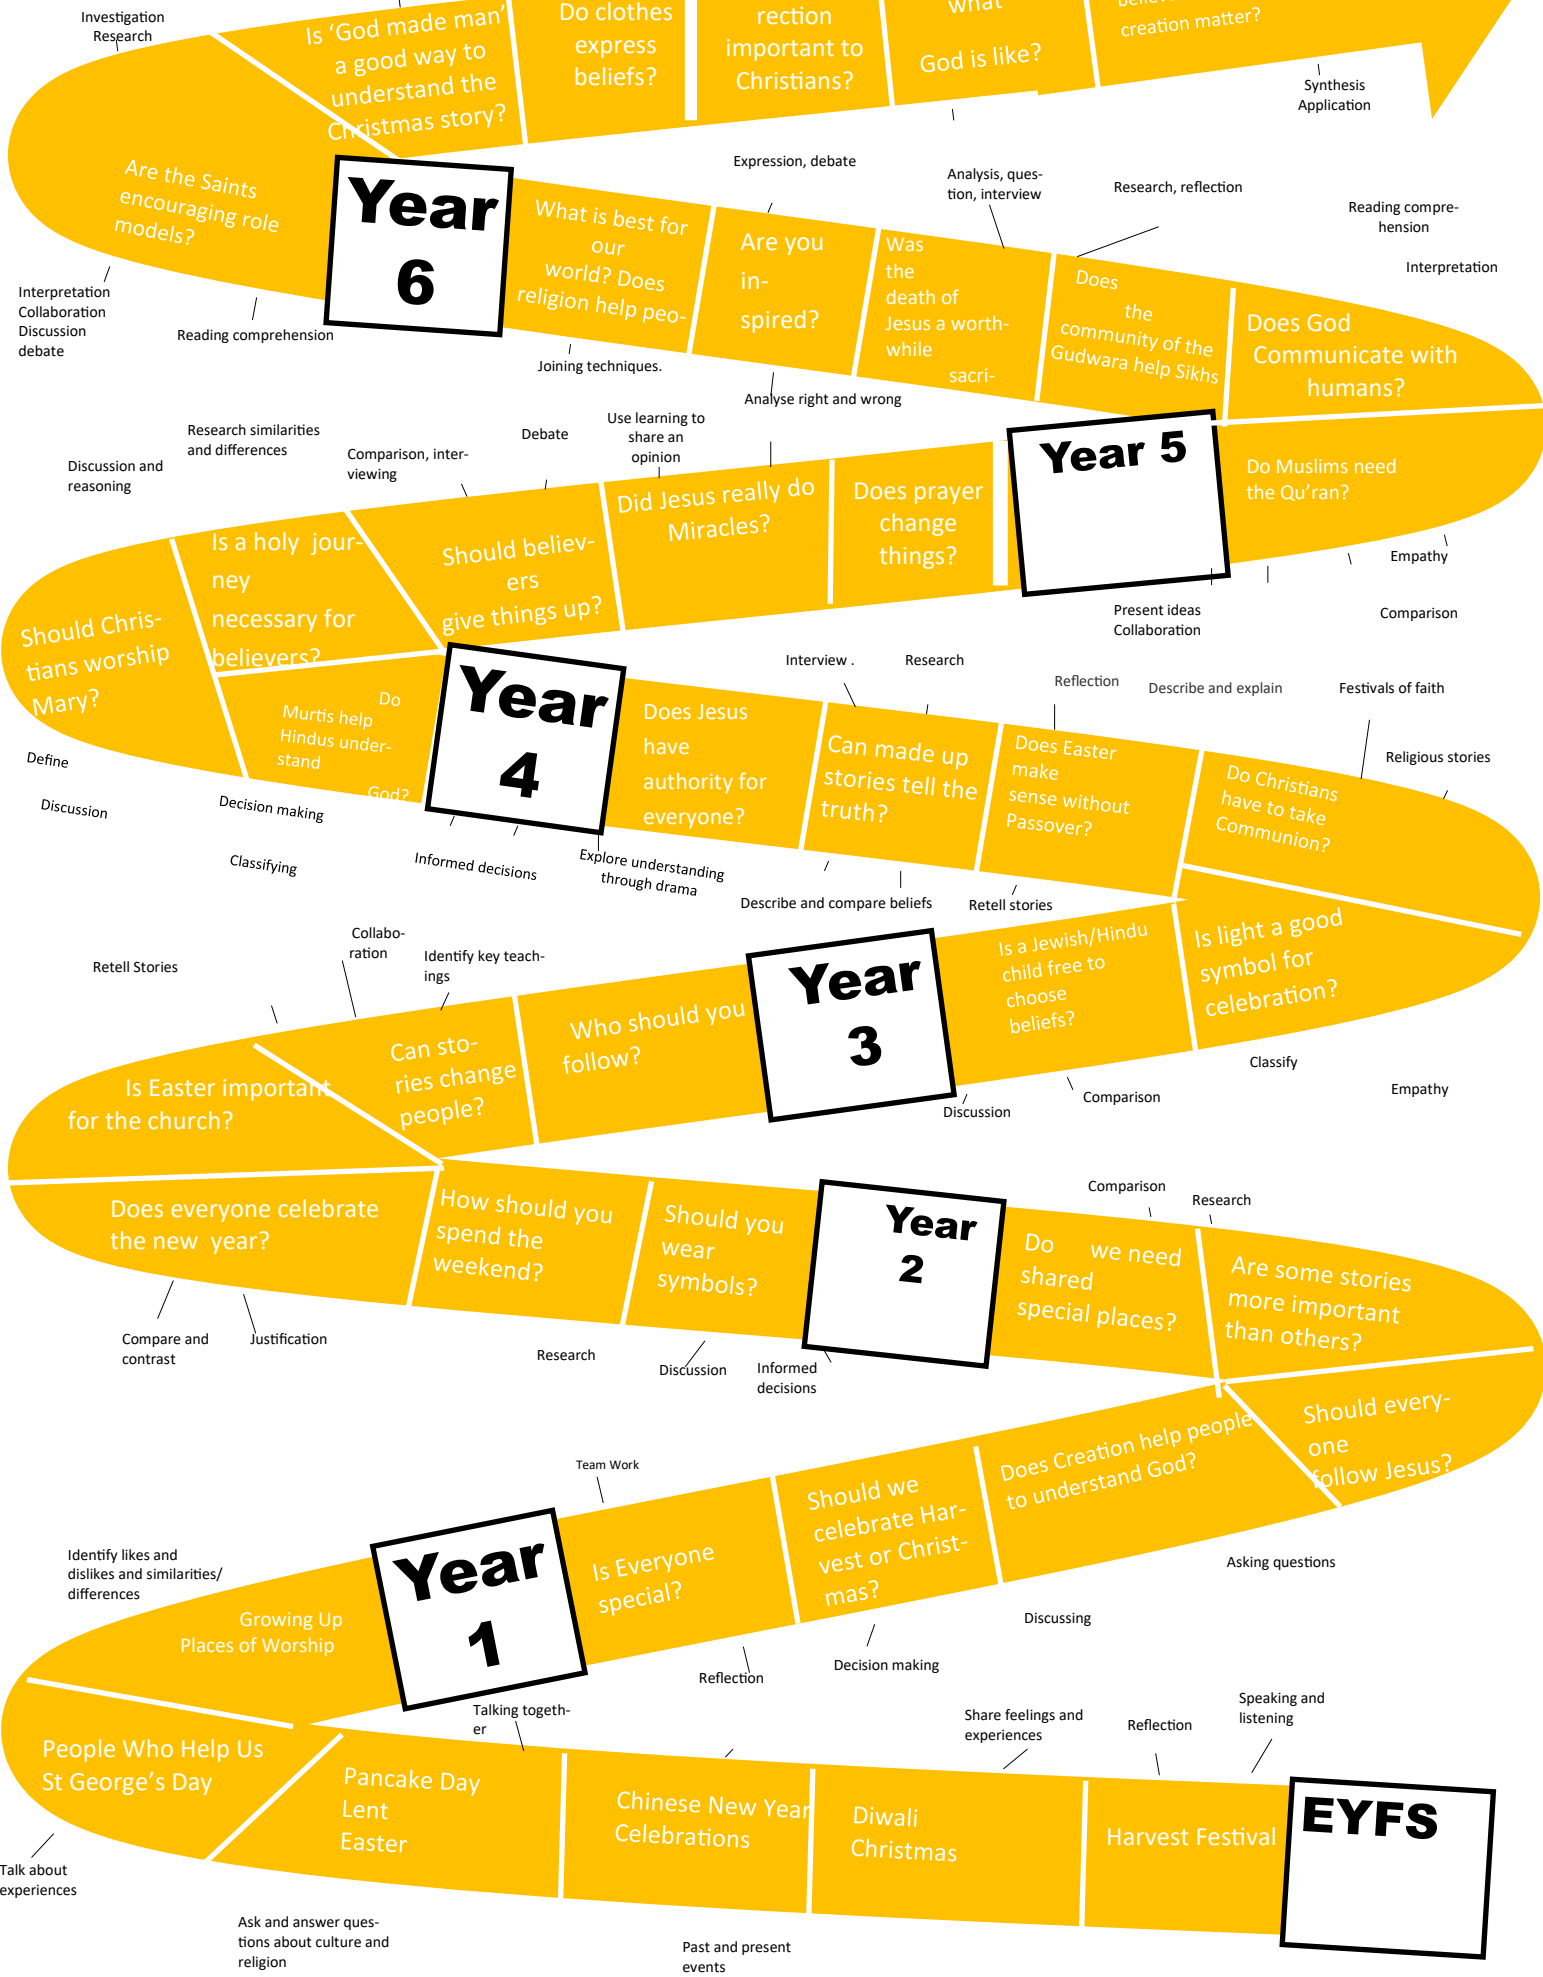 Investigation
Research
Is ‘God made man’
a good way to
understand the
Christmas story?
Do clothes
express
beliefs?
rection
important to
Christians?
what
God is like?
creation matter?
Synthesis
Application
Are the Saints
encouraging role
models?
Interpretation
Collaboration
Discussion
debate
Reading comprehension
Year
6
What is best for
our
world? Does
religion help peo-
Joining techniques.
Expression, debate
Are you
in-
spired?
Analyse right and wrong
Analysis, ques-
tion, interview
Was
the
death of
Jesus a worth-
while
sacri-
Research, reflection
Does
the
community of the
Gudwara help Sikhs
Reading compre-
hension
Interpretation
Does God
Communicate with
humans?
Do Muslims need
the Qu’ran?
Empathy
Comparison
Present ideas
Collaboration
Year 5
Does prayer
change
things?
Use learning to
share an
opinion
Did Jesus really do
Miracles?
Debate
Comparison, inter-
viewing
Should believ-
ers
give things up?
Research similarities
and differences
Is a holy jour-
ney
necessary for
believers?
Discussion and
reasoning
Should Chris-
tians worship
Mary?
Define
Discussion
Do
Murtis help
Hindus under-
stand
God?
Decision making
Classifying
Year
4
Informed decisions
Explore understanding
through drama
Does Jesus
have
authority for
everyone?
Interview .
Research
Can made up
stories tell the
truth?
Describe and compare beliefs
Reflection
Describe and explain
Does Easter
make
sense without
Passover?
Retell stories
Festivals of faith
Religious stories
Do Christians
have to take
Communion?
Is light a good
symbol for
celebration?
Classify
Empathy
Is a Jewish/Hindu
child free to
choose
beliefs?
Comparison
Discussion
Year
3
Who should you
follow?
Identify key teach-
ings
Collabo-
ration
Can sto-
ries change
people?
Retell Stories
Is Easter important
for the church?
Does everyone celebrate
the new year?
Compare and
contrast
Justification
How should you
spend the
weekend?
Research
Should you
wear
symbols?
Discussion
Informed
decisions
Year
2
Comparison
Research
Do we need
shared
special places?
Are some stories
more important
than others?
Should every-
one
follow Jesus?
Asking questions
Does Creation help people
to understand God?
Discussing
Should we
celebrate Har-
vest or Christ-
mas?
Decision making
Team Work
Is Everyone
special?
Reflection
Year
1
Identify likes and
dislikes and similarities/
differences
Growing Up
Places of Worship
People Who Help Us
St George’s Day
Talk about
experiences
Talking togeth-
er
Pancake Day
Lent
Easter
Ask and answer ques-
tions about culture and
religion
Chinese New Year
Celebrations
Past and present
events
Diwali
Christmas
Share feelings and
experiences
Reflection
Speaking and
listening
Harvest Festival
EYFS